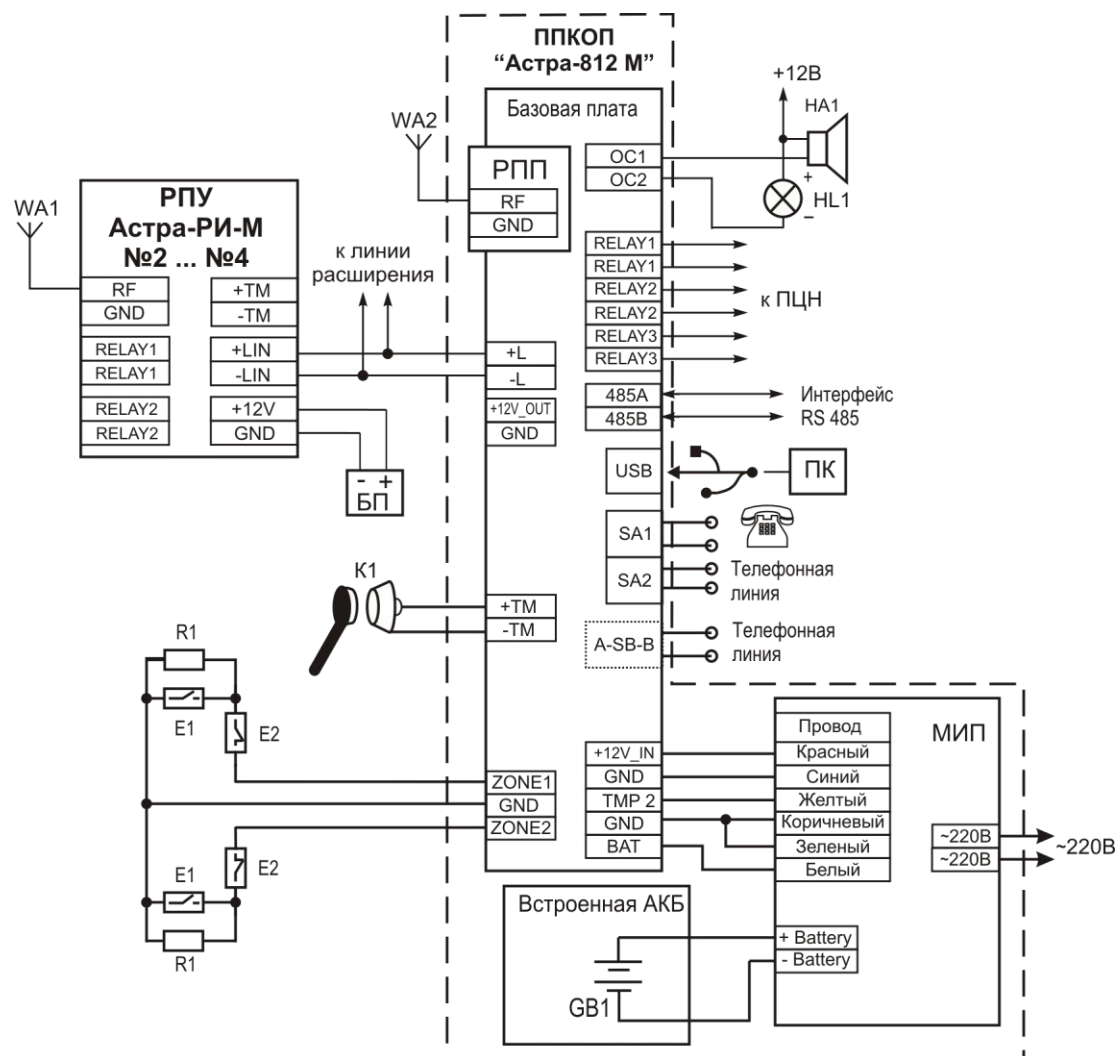 ППКОП
“Астра-812 М”
Базовая плата
WA2
РПП
RF
GND
OC1
OC2
+12В
HA1
+
HL1
–
WA1
РПУ
Астра-РИ-М
№2 ... №4
RF
GND
RELAY1
RELAY1
RELAY2
RELAY2
+TM
-TM
+LIN
-LIN
+12V
GND
к линии
расширения
- +
БП
+L
-L
+12V_OUT
GND
RELAY1
RELAY1
RELAY2
RELAY2
RELAY3
RELAY3
к ПЦН
485A
485B
Интерфейс
RS 485
USB
ПК
SA1
SA2
Телефонная
линия
A-SB-B
Телефонная
линия
К1
+TM
-TM
R1
E1
E2
ZONE1
GND
ZONE2
E1
E2
R1
+12V_IN
GND
TMP 2
GND
BAT
Провод
Красный
Синий
Желтый
Коричневый
Зеленый
Белый
МИП
~220В
~220В
~220В
+ Battery
- Battery
Встроенная АКБ
GB1